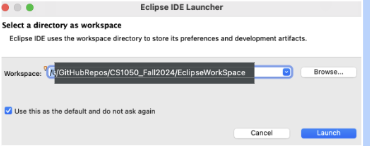 Eclipse IDE Launcher
Select a directory as workspace
Eclipse IDE uses the workspace directory to store its preferences and development artifacts.
Workspace: /GitHubRepos/CS1050_Fall2024/EclipseWorkSpace Browse...
Use this as the default and do not ask again
Cancel Launch